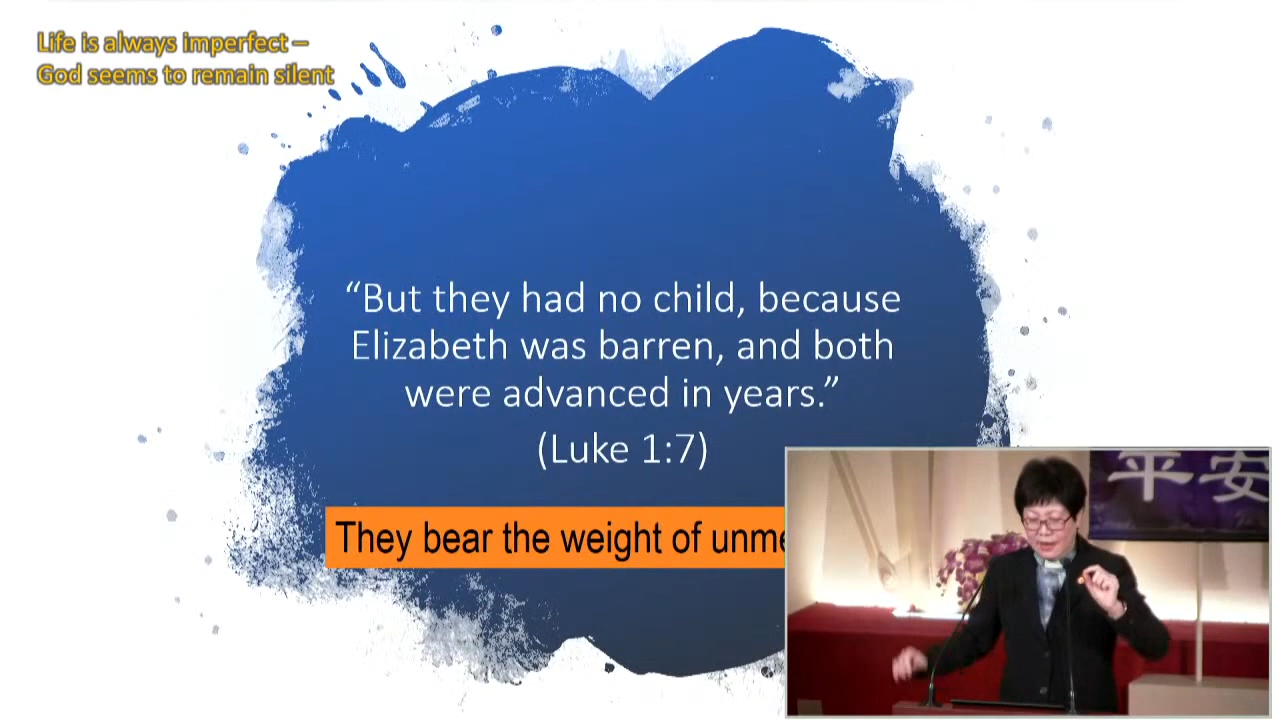 Life is always imperfect –
God seems to remain silent
“But they had no child, because
Elizabeth was barren, and both
were advanced in years.”
(Luke 1:7)
They bear the weight of
平安